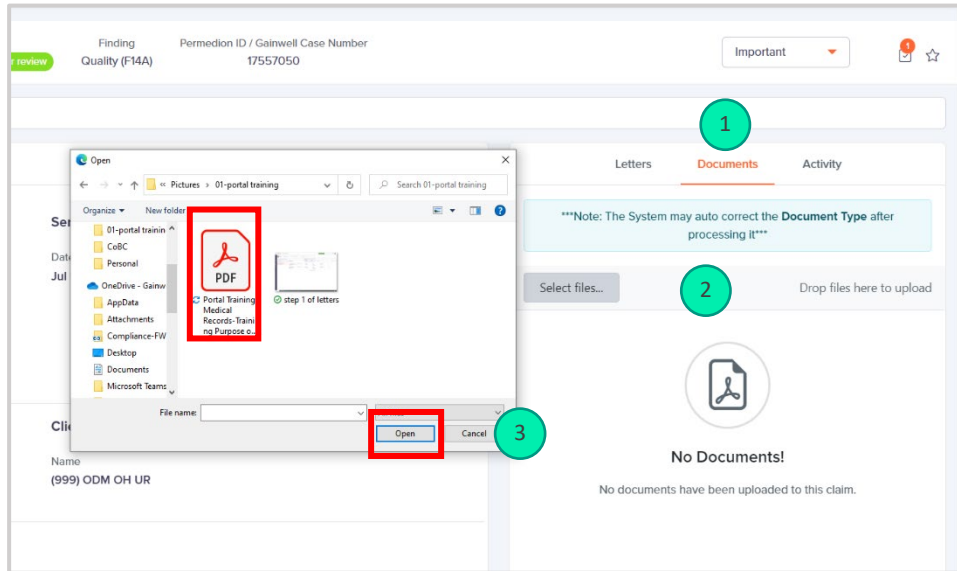 Finding
Permedion ID / Gainwell Case Number
r review
Quality (F14A)
17557050
Important
1
1
Open
Letters
Documents
Activity
« Pictures › 01-portal training
Search 01-portal training
Organize
New folder
***Note: The System may auto correct the Document Type after
processing it***
Ser
01-portal trainin
CoBC
Date
Personal
Jul
OneDrive - Gainw
AppData
Attachments
Compliance-FW
Desktop
Documents
Microsoft Teams
PDF
Portal Training
Medical
Records-Traini
ng Purpose o...
step 1 of letters
Select files...
2
Drop files here to upload
File name:
Open
Cancel
3
Clie
Name
(999) ODM OH UR
No Documents!
No documents have been uploaded to this claim.